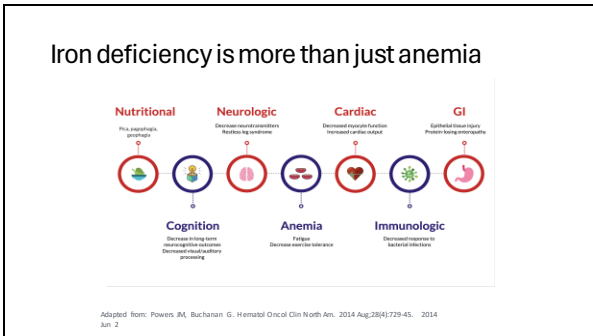 Iron deficiency is more than just anemia
Nutritional
Pica, pagophagia,
geophagia
Neurologic
Decrease neurotransmitters
Restless leg syndrome
Cardiac
Decreased myocyte function
Increased cardiac output
GI
Epithelial tissue injury
Protein-losing enteropathy
Cognition
Decrease in long-term
neurocognitive outcomes
Decreased visual/auditory
processing
Anemia
Fatigue
Decrease exercise tolerance
Immunologic
Decreased response to
bacterial infections
Adapted from: Powers JM, Buchanan G. Hematol Oncol Clin North Am. 2014 Aug;28(4):729-45. 2014
Jun 2